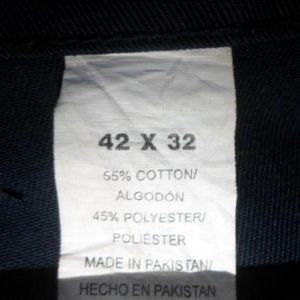 42 X 32
55% COTTON/
ALGODÓN
45% POLYESTER/
POLIÉSTER
MADE IN PAKISTAN/
HECHO EN PAKISTAN